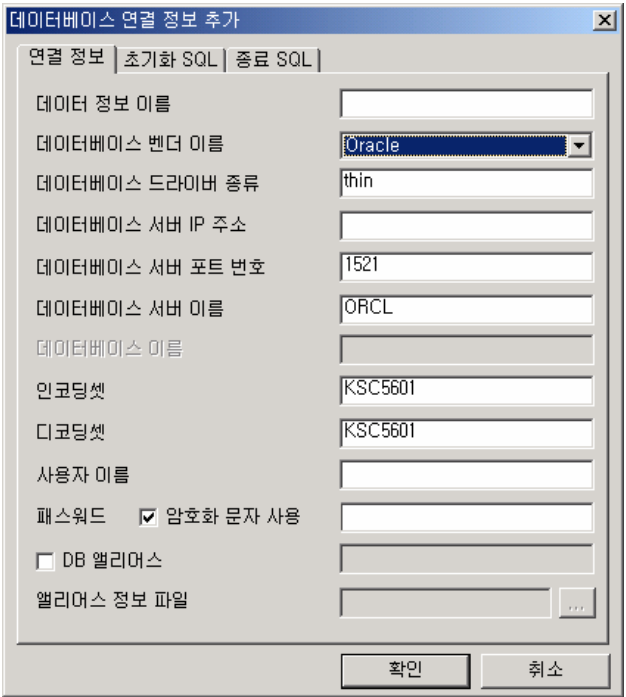 데이터베이스 연결 정보 추가
연결 정보 초기화 SQL 종료 SQL
데이터 정보 이름
데이터베이스 벤더 이름 Oracle
데이터베이스 드라이버 종류 thin
데이터베이스 서버 IP 주소
데이터베이스 서버 포트 번호 1521
데이터베이스 서버 이름 ORCL
데이터베이스 이름
인코딩셋 KSC5601
디코딩셋 KSC5601
사용자 이름
패스워드 암호화 문자 사용
DB 앨리어스
앨리어스 정보 파일 ...
확인 취소